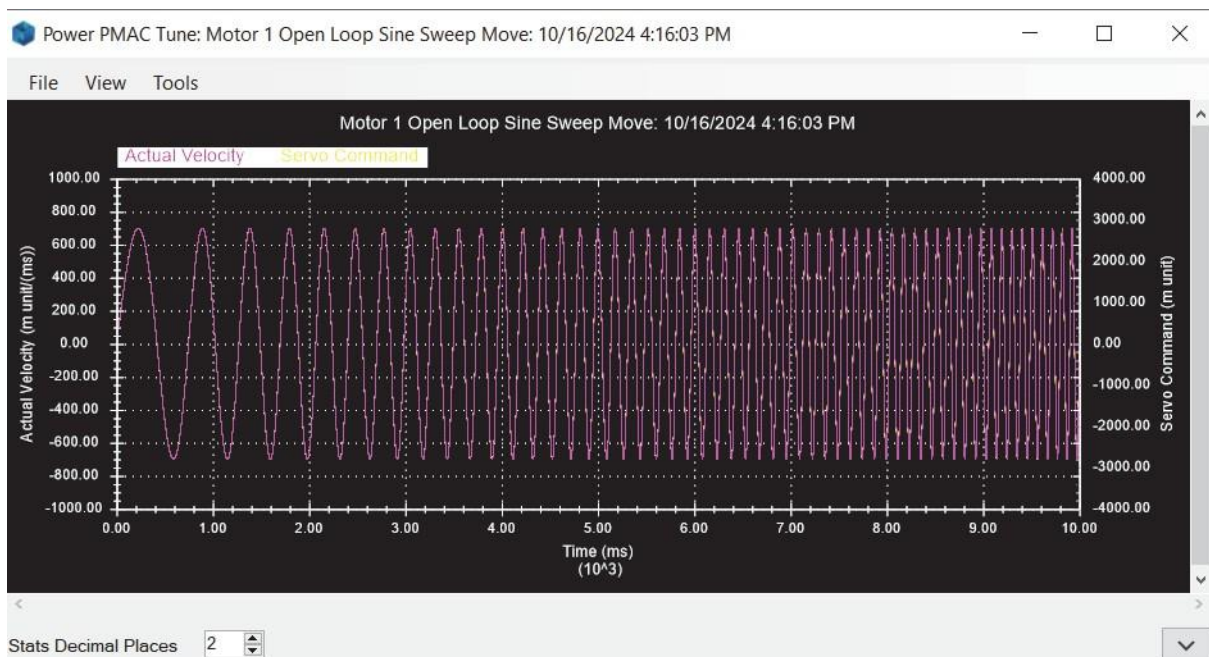 Power PMAC Tune: Motor 1 Open Loop Sine Sweep Move: 10/16/2024 4:16:03 PM
File View Tools
Motor 1 Open Loop Sine Sweep Move: 10/16/2024 4:16:03 PM
Actual Velocity Servo Command
Actual Velocity (m unit/(ms))
1000.00
800.00
600.00
400.00
200.00
0.00
-200.00
-400.00
-600.00
-800.00
-1000.00
4000.00
3000.00
2000.00
1000.00
0.00
-1000.00
-2000.00
-3000.00
-4000.00
Servo Command (m unit)
0.00 1.00 2.00 3.00 4.00 5.00 6.00 7.00 8.00 9.00 10.00
Time (ms)
(10^3)
Stats Decimal Places 2